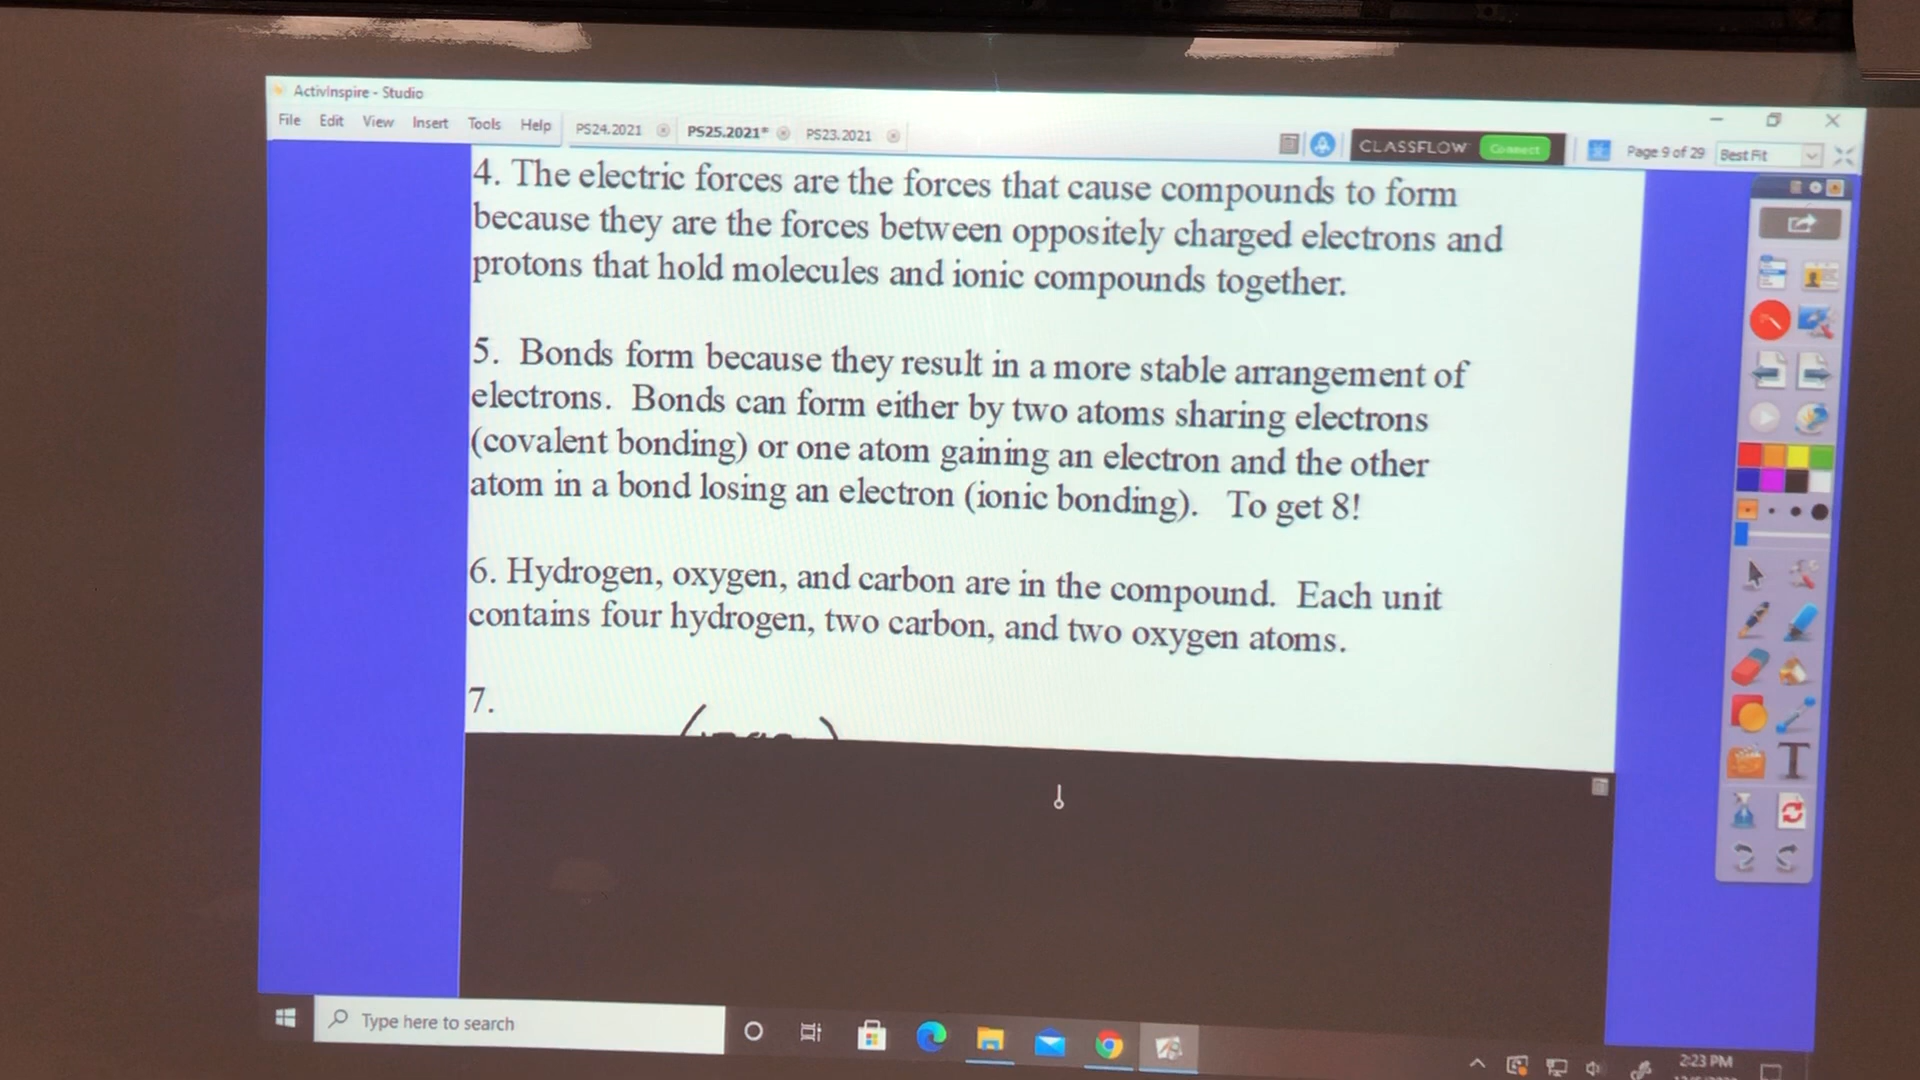 ActivInspire - Studio
File Edit View Insert Tools Help PS24.2021 PS25.2021* PS23.2021
CLASSFLOW Connect Page 9 of 29 Best Fit
4. The electric forces are the forces that cause compounds to form
because they are the forces between oppositely charged electrons and
protons that hold molecules and ionic compounds together.
5. Bonds form because they result in a more stable arrangement of
electrons. Bonds can form either by two atoms sharing electrons
(covalent bonding) or one atom gaining an electron and the other
atom in a bond losing an electron (ionic bonding). To get 8!
6. Hydrogen, oxygen, and carbon are in the compound. Each unit
contains four hydrogen, two carbon, and two oxygen atoms.
7.
T
Type here to search
2:23 PM